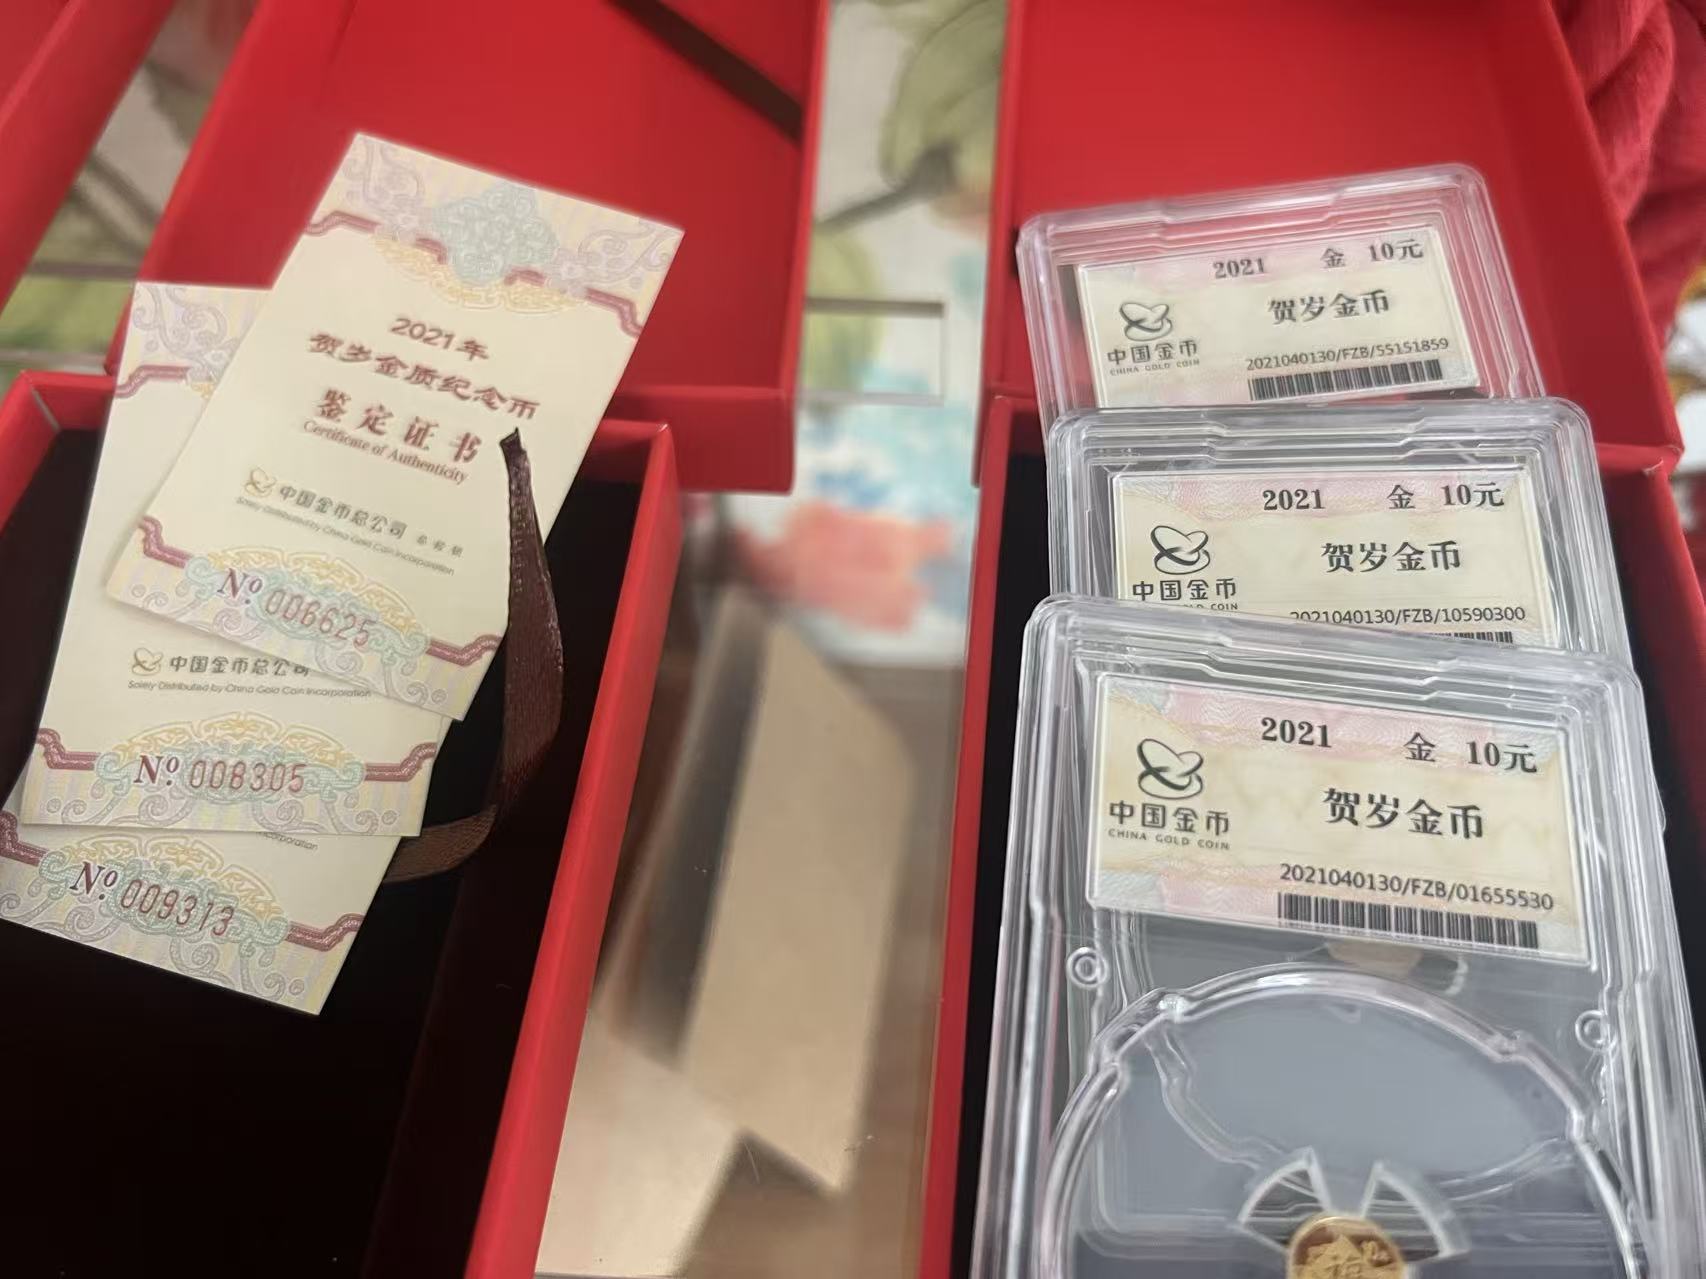 2021年
贺岁金质纪念币
鉴定证书
Certificate of Authenticity
中国金币总公司 总经销
Solely Distributed by China Gold Coin Incorporation
Nº 006625
中国金币总公司
Solely Distributed by China Gold Coin Incorporation
Nº 008305
Incorporation
Nº 009313
2021 金 10元
贺岁金币
中国金币
CHINA GOLD COIN
2021040130/FZB/55151859
2021 金 10元
贺岁金币
中国金币
COIN
2021040130/FZB/10590300
2021 金 10元
贺岁金币
中国金币
CHINA GOLD COIN
2021040130/FZB/01655530
福